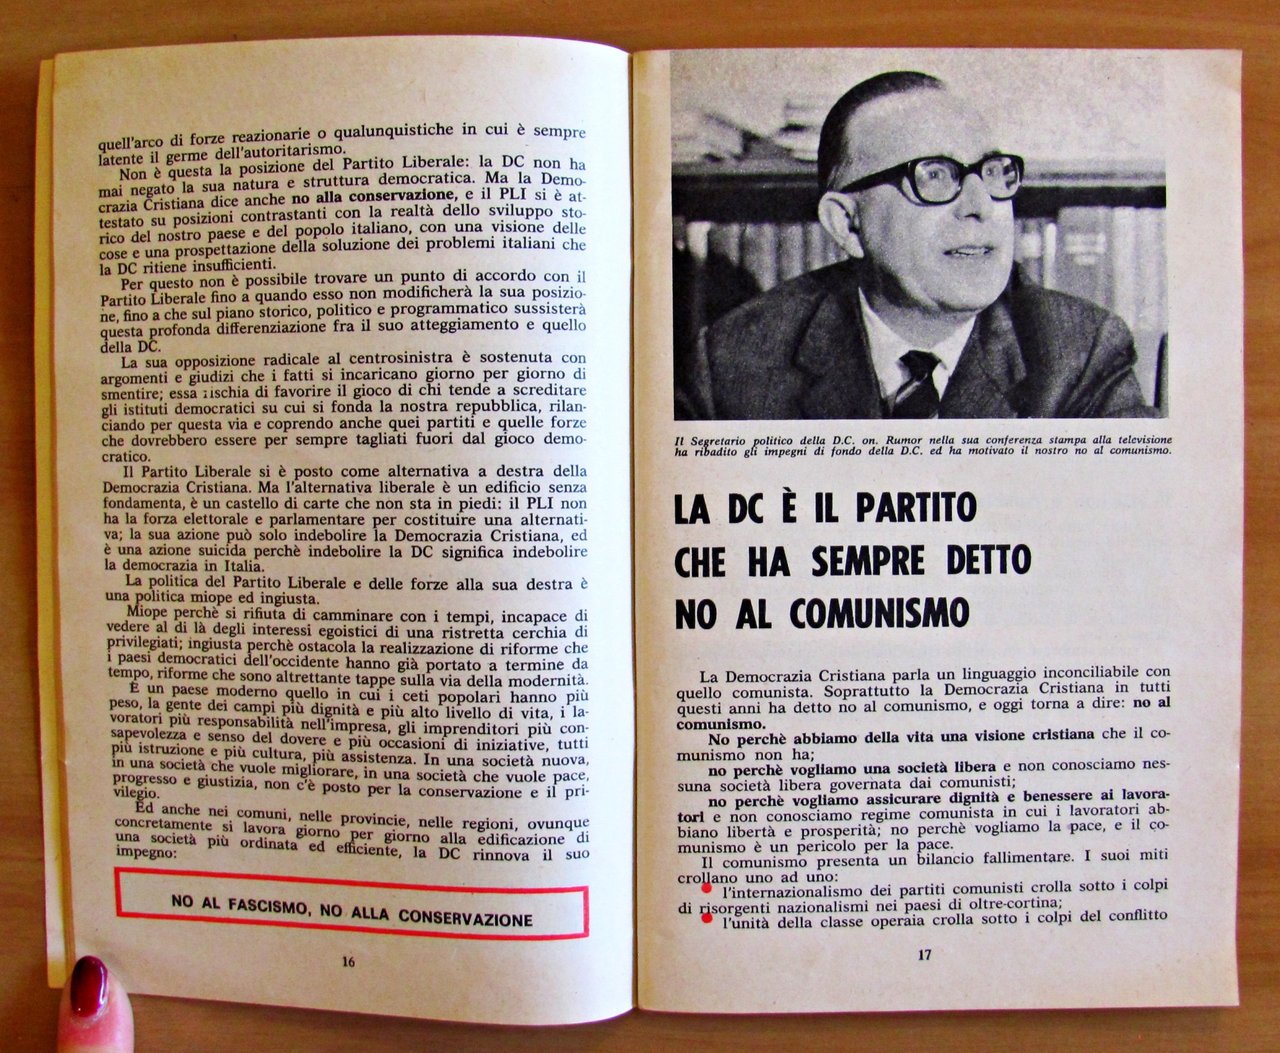 quell'arco di forze reazionarie o qualunquistiche in cui è sempre
latente il germe dell'autoritarismo.
Non è questa la posizione del Partito Liberale: la DC non ha
mai negato la sua natura e struttura democratica. Ma la Demo-
crazia Cristiana dice anche no alla conservazione, e il PLI si è at-
testato su posizioni contrastanti con la realtà dello sviluppo sto-
rico del nostro paese e del popolo italiano, con una visione delle
cose e una prospettazione della soluzione dei problemi italiani che
la DC ritiene insufficienti.
Per questo non è possibile trovare un punto di accordo con il
Partito Liberale fino a quando esso non modificherà la sua posizio-
ne, fino a che sul piano storico, politico e programmatico sussisterà
questa profonda differenziazione fra il suo atteggiamento e quello
della DC.
La sua opposizione radicale al centrosinistra è sostenuta con
argomenti e giudizi che i fatti si incaricano giorno per giorno di
smentire; essa rischia di favorire il gioco di chi tende a screditare
gli istituti democratici su cui si fonda la nostra repubblica, rilan-
ciando per questa via e coprendo anche quei partiti e quelle forze
che dovrebbero essere per sempre tagliati fuori dal gioco demo-
cratico.
Il Partito Liberale si è posto come alternativa a destra della
Democrazia Cristiana. Ma l'alternativa liberale è un edificio senza
fondamenta, è un castello di carte che non sta in piedi: il PLI non
ha la forza elettorale e parlamentare per costituire una alternati-
va; la sua azione può solo indebolire la Democrazia Cristiana, ed
è una azione suicida perchè indebolire la DC significa indebolire
la democrazia in Italia.
La politica del Partito Liberale e delle forze alla sua destra è
una politica miope ed ingiusta.
Miope perchè si rifiuta di camminare con i tempi, incapace di
vedere al di là degli interessi egoistici di una ristretta cerchia di
privilegiati; ingiusta perchè ostacola la realizzazione di riforme che
i paesi democratici dell'occidente hanno già portato a termine da
tempo, riforme che sono altrettante tappe sulla via della modernità.
È un paese moderno quello in cui i ceti popolari hanno più
peso, la gente dei campi più dignità e più alto livello di vita, i la-
voratori più responsabilità nell'impresa, gli imprenditori più con-
sapevolezza e senso del dovere e più occasioni di iniziative, tutti
più istruzione e più cultura, più assistenza. In una società nuova,
in una società che vuole migliorare, in una società che vuole pace,
progresso e giustizia, non c'è posto per la conservazione e il pri-
vilegio.
Ed anche nei comuni, nelle provincie, nelle regioni, ovunque
concretamente si lavora giorno per giorno alla edificazione di
una società più ordinata ed efficiente, la DC rinnova il suo
impegno:
NO AL FASCISMO, NO ALLA CONSERVAZIONE
16
Il Segretario politico della D.C. on. Rumor nella sua conferenza stampa alla televisione
ha ribadito gli impegni di fondo della D.C. ed ha motivato il nostro no al comunismo.
LA DC È IL PARTITO
CHE HA SEMPRE DETTO
NO AL COMUNISMO
La Democrazia Cristiana parla un linguaggio inconciliabile con
quello comunista. Soprattutto la Democrazia Cristiana in tutti
questi anni ha detto no al comunismo, e oggi torna a dire: no al
comunismo.
No perchè abbiamo della vita una visione cristiana che il co-
munismo non ha;
no perchè vogliamo una società libera e non conosciamo nes-
suna società libera governata dai comunisti;
no perchè vogliamo assicurare dignità e benessere ai lavora-
tori e non conosciamo regime comunista in cui i lavoratori ab-
biano libertà e prosperità; no perchè vogliamo la pace, e il co-
munismo è un pericolo per la pace.
Il comunismo presenta un bilancio fallimentare. I suoi miti
crollano uno ad uno:
l'internazionalismo dei partiti comunisti crolla sotto i colpi
di risorgenti nazionalismi nei paesi di oltre-cortina;
l'unità della classe operaia crolla sotto i colpi del conflitto
17